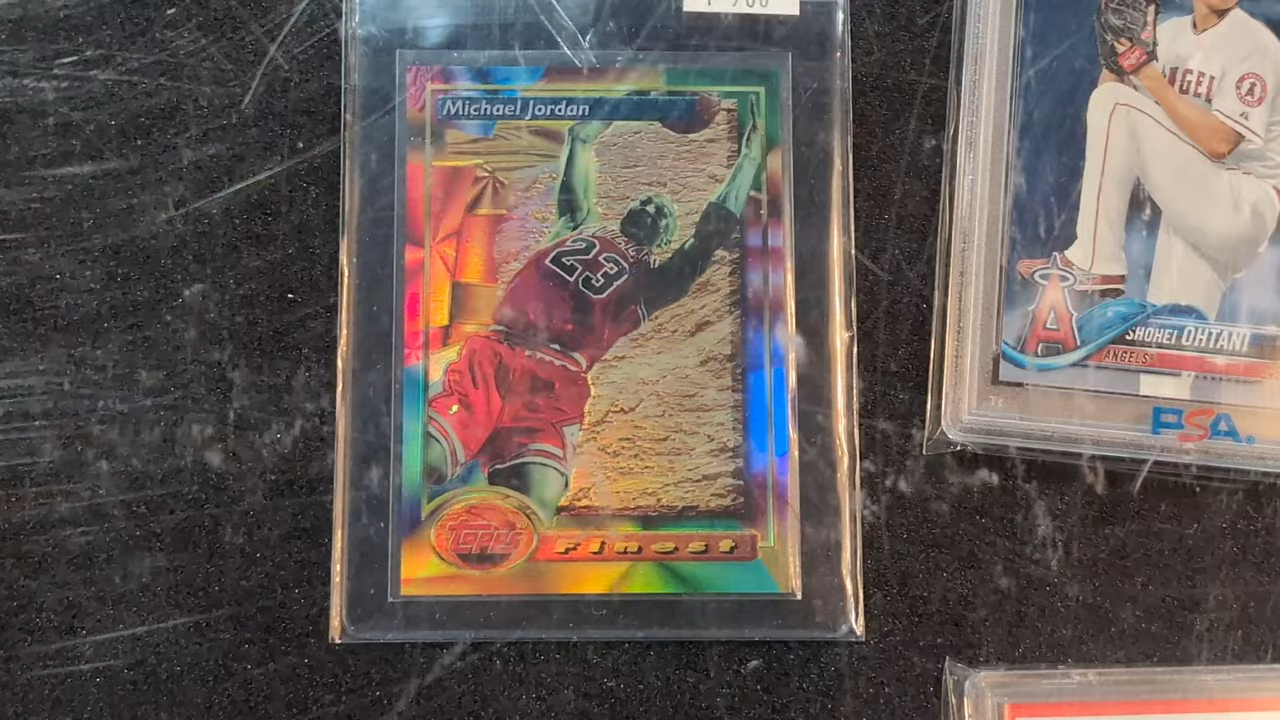 Michael Jordan
23
TOPPS®
Finest
ANGEL
A
A
SHOHEI OHTANI
ANGELS®
PSA®